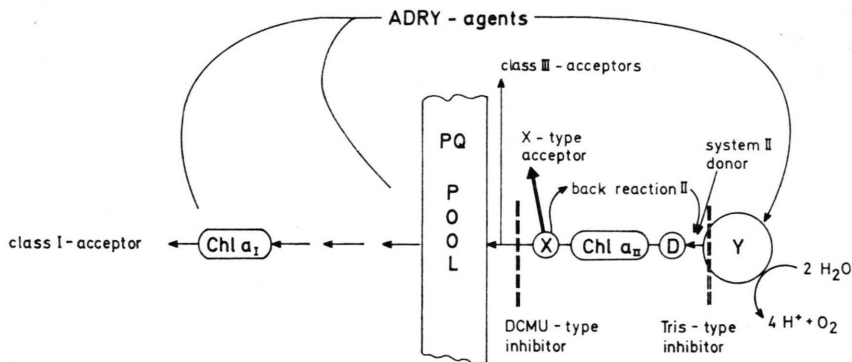 ADRY - agents
class III - acceptors
PQ
POOL
X - type
acceptor
back reaction II
system II
donor
class I - acceptor
Chl aI
X
Chl aII
D
Y
2 H2O
4 H+ + O2
DCMU - type
inhibitor
Tris - type
inhibitor